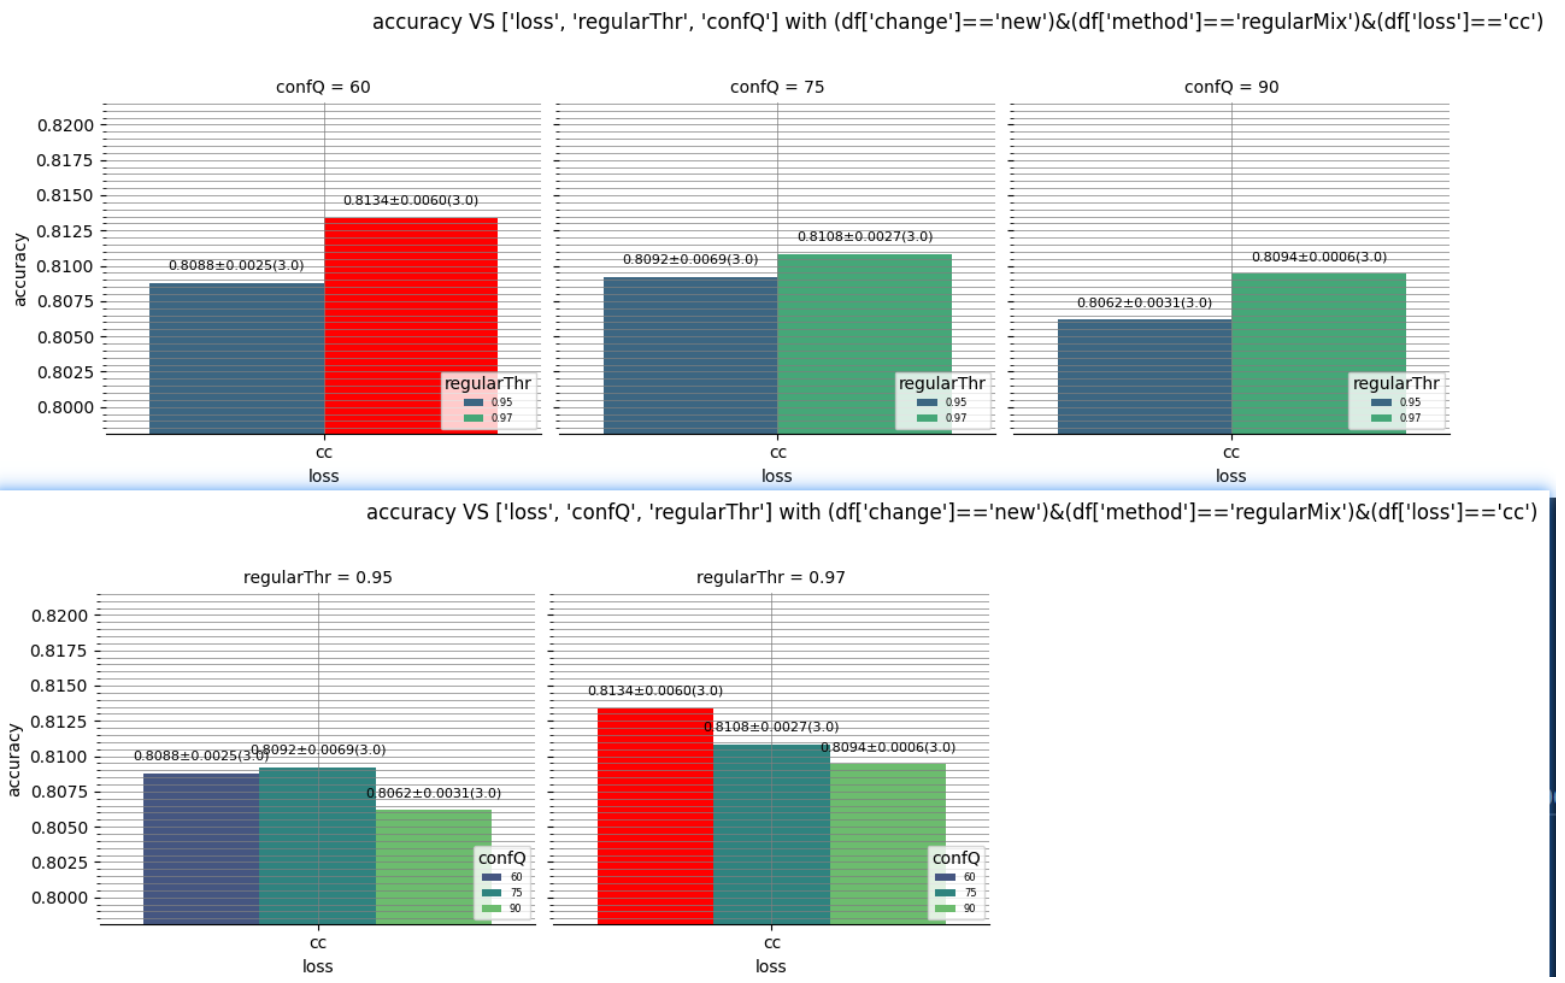 accuracy VS ['loss', 'regularThr', 'confQ'] with (df['change']=='new')&(df['method']=='regularMix')&(df['loss']=='cc')
confQ = 60
confQ = 75
confQ = 90
accuracy
0.8200
0.8175
0.8150
0.8125
0.8100
0.8075
0.8050
0.8025
0.8000
0.8088±0.0025(3.0)
0.8134±0.0060(3.0)
regularThr
0.95
0.97
cc
loss
0.8092±0.0069(3.0)
0.8108±0.0027(3.0)
regularThr
0.95
0.97
cc
loss
0.8062±0.0031(3.0)
0.8094±0.0006(3.0)
regularThr
0.95
0.97
cc
loss
accuracy VS ['loss', 'confQ', 'regularThr'] with (df['change']=='new')&(df['method']=='regularMix')&(df['loss']=='cc')
regularThr = 0.95
regularThr = 0.97
accuracy
0.8200
0.8175
0.8150
0.8125
0.8100
0.8075
0.8050
0.8025
0.8000
0.8088±0.0025(3.0)
0.8092±0.0069(3.0)
0.8062±0.0031(3.0)
confQ
60
75
90
cc
loss
0.8134±0.0060(3.0)
0.8108±0.0027(3.0)
0.8094±0.0006(3.0)
confQ
60
75
90
cc
loss